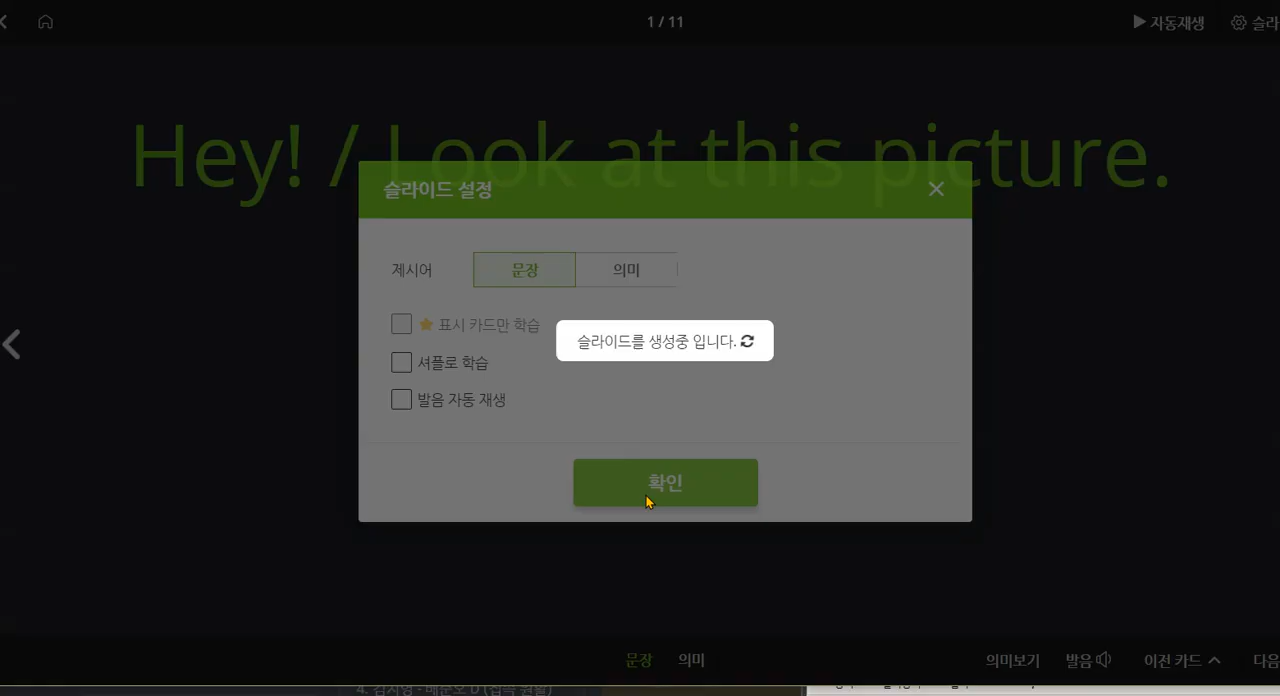 1 / 11
자동재생
슬라
Hey! / Look at this picture.
슬라이드 설정
제시어
문장
의미
표시 카드만 학습
슬라이드를 생성중 입니다.
셔플로 학습
발음 자동 재생
확인
문장
의미
의미보기
발음
이전 카드
다음